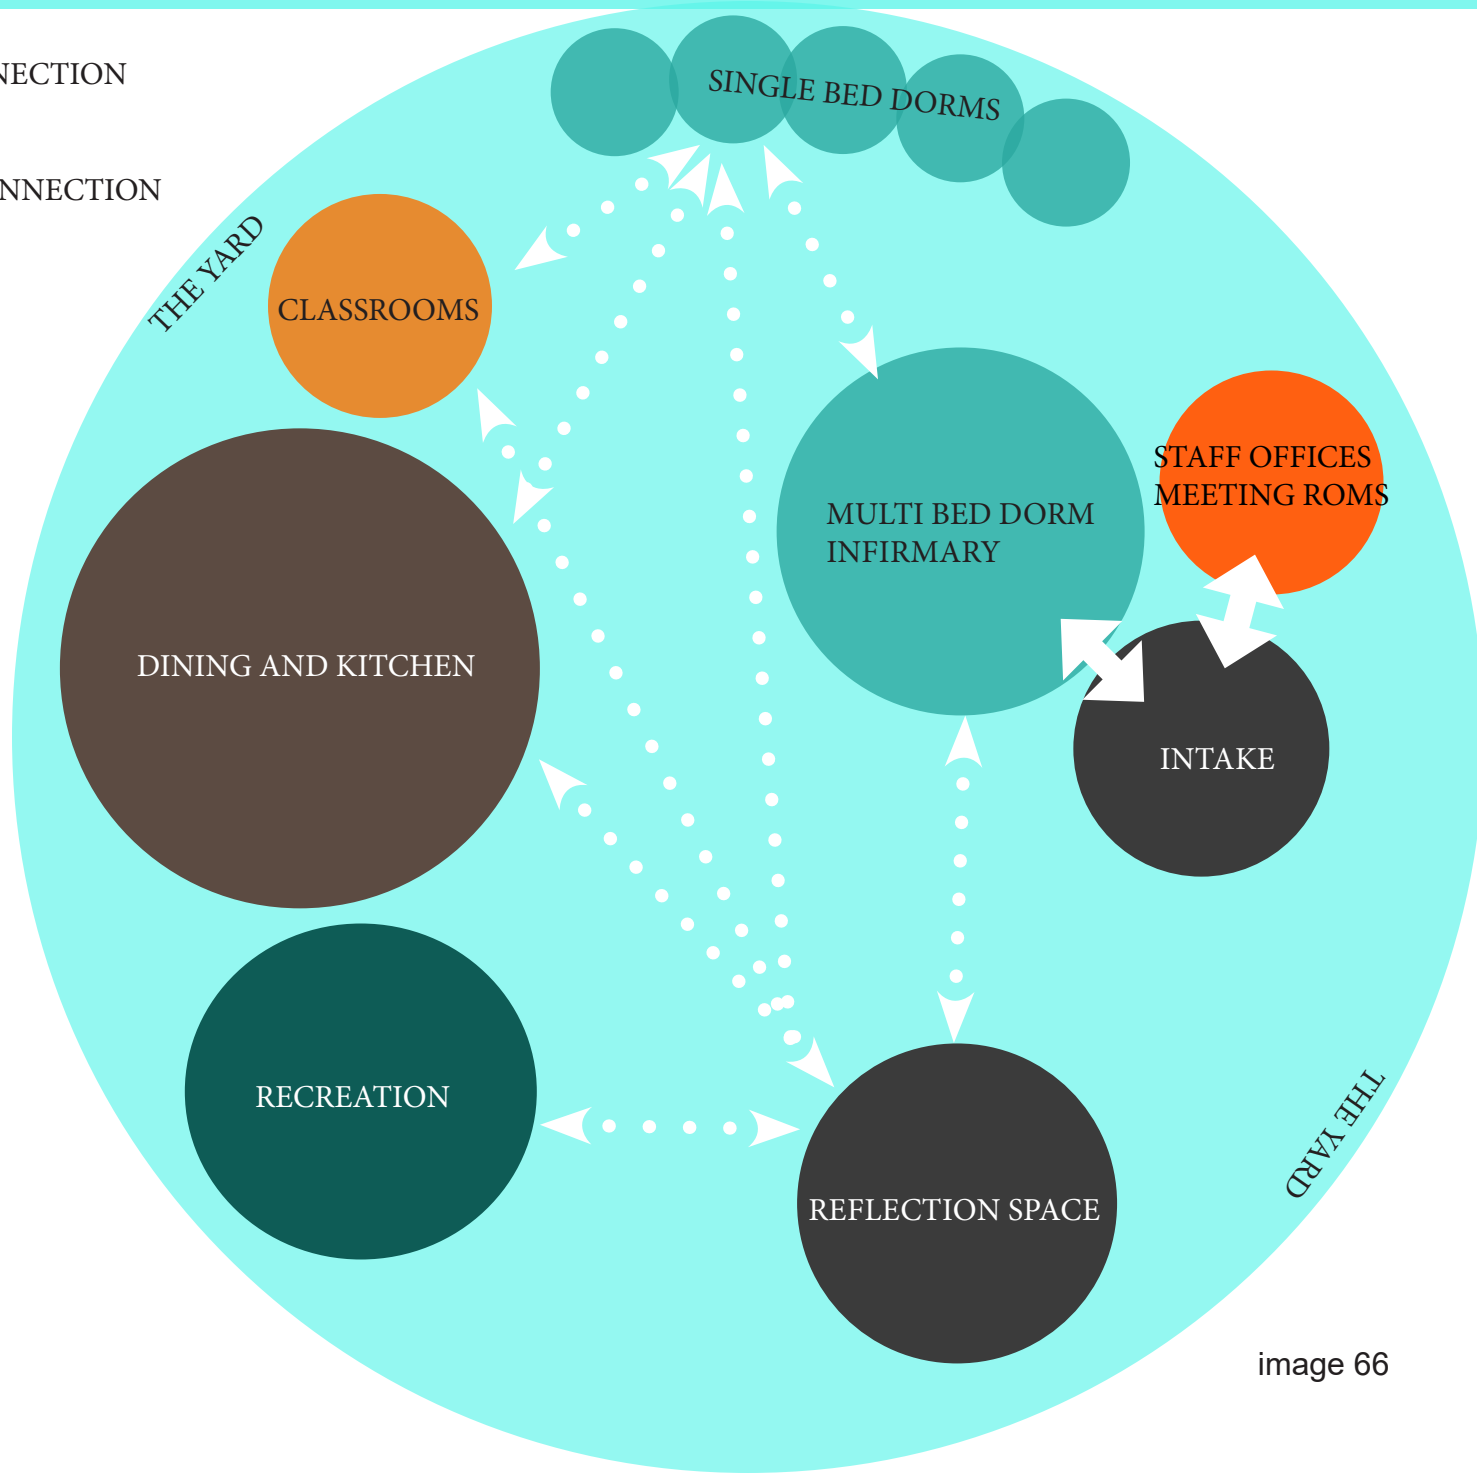 NECTION
NNECTION
SINGLE BED DORMS
THE YARD
CLASSROOMS
STAFF OFFICES
MEETING ROMS
MULTI BED DORM
INFIRMARY
DINING AND KITCHEN
INTAKE
RECREATION
THE YARD
REFLECTION SPACE
image 66